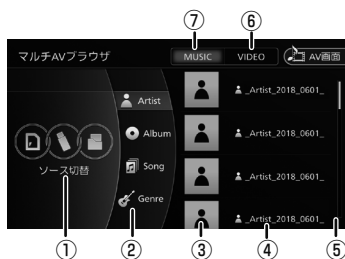 ⑦ ⑥
マルチAVブラウザ MUSIC VIDEO AV画面
Artist
_Artist_2018_0601_
Album
_Artist_2018_0601_
ソース切替
Song
_Artist_2018_0601_
Genre
_Artist_2018_0601_
① ② ③ ④ ⑤